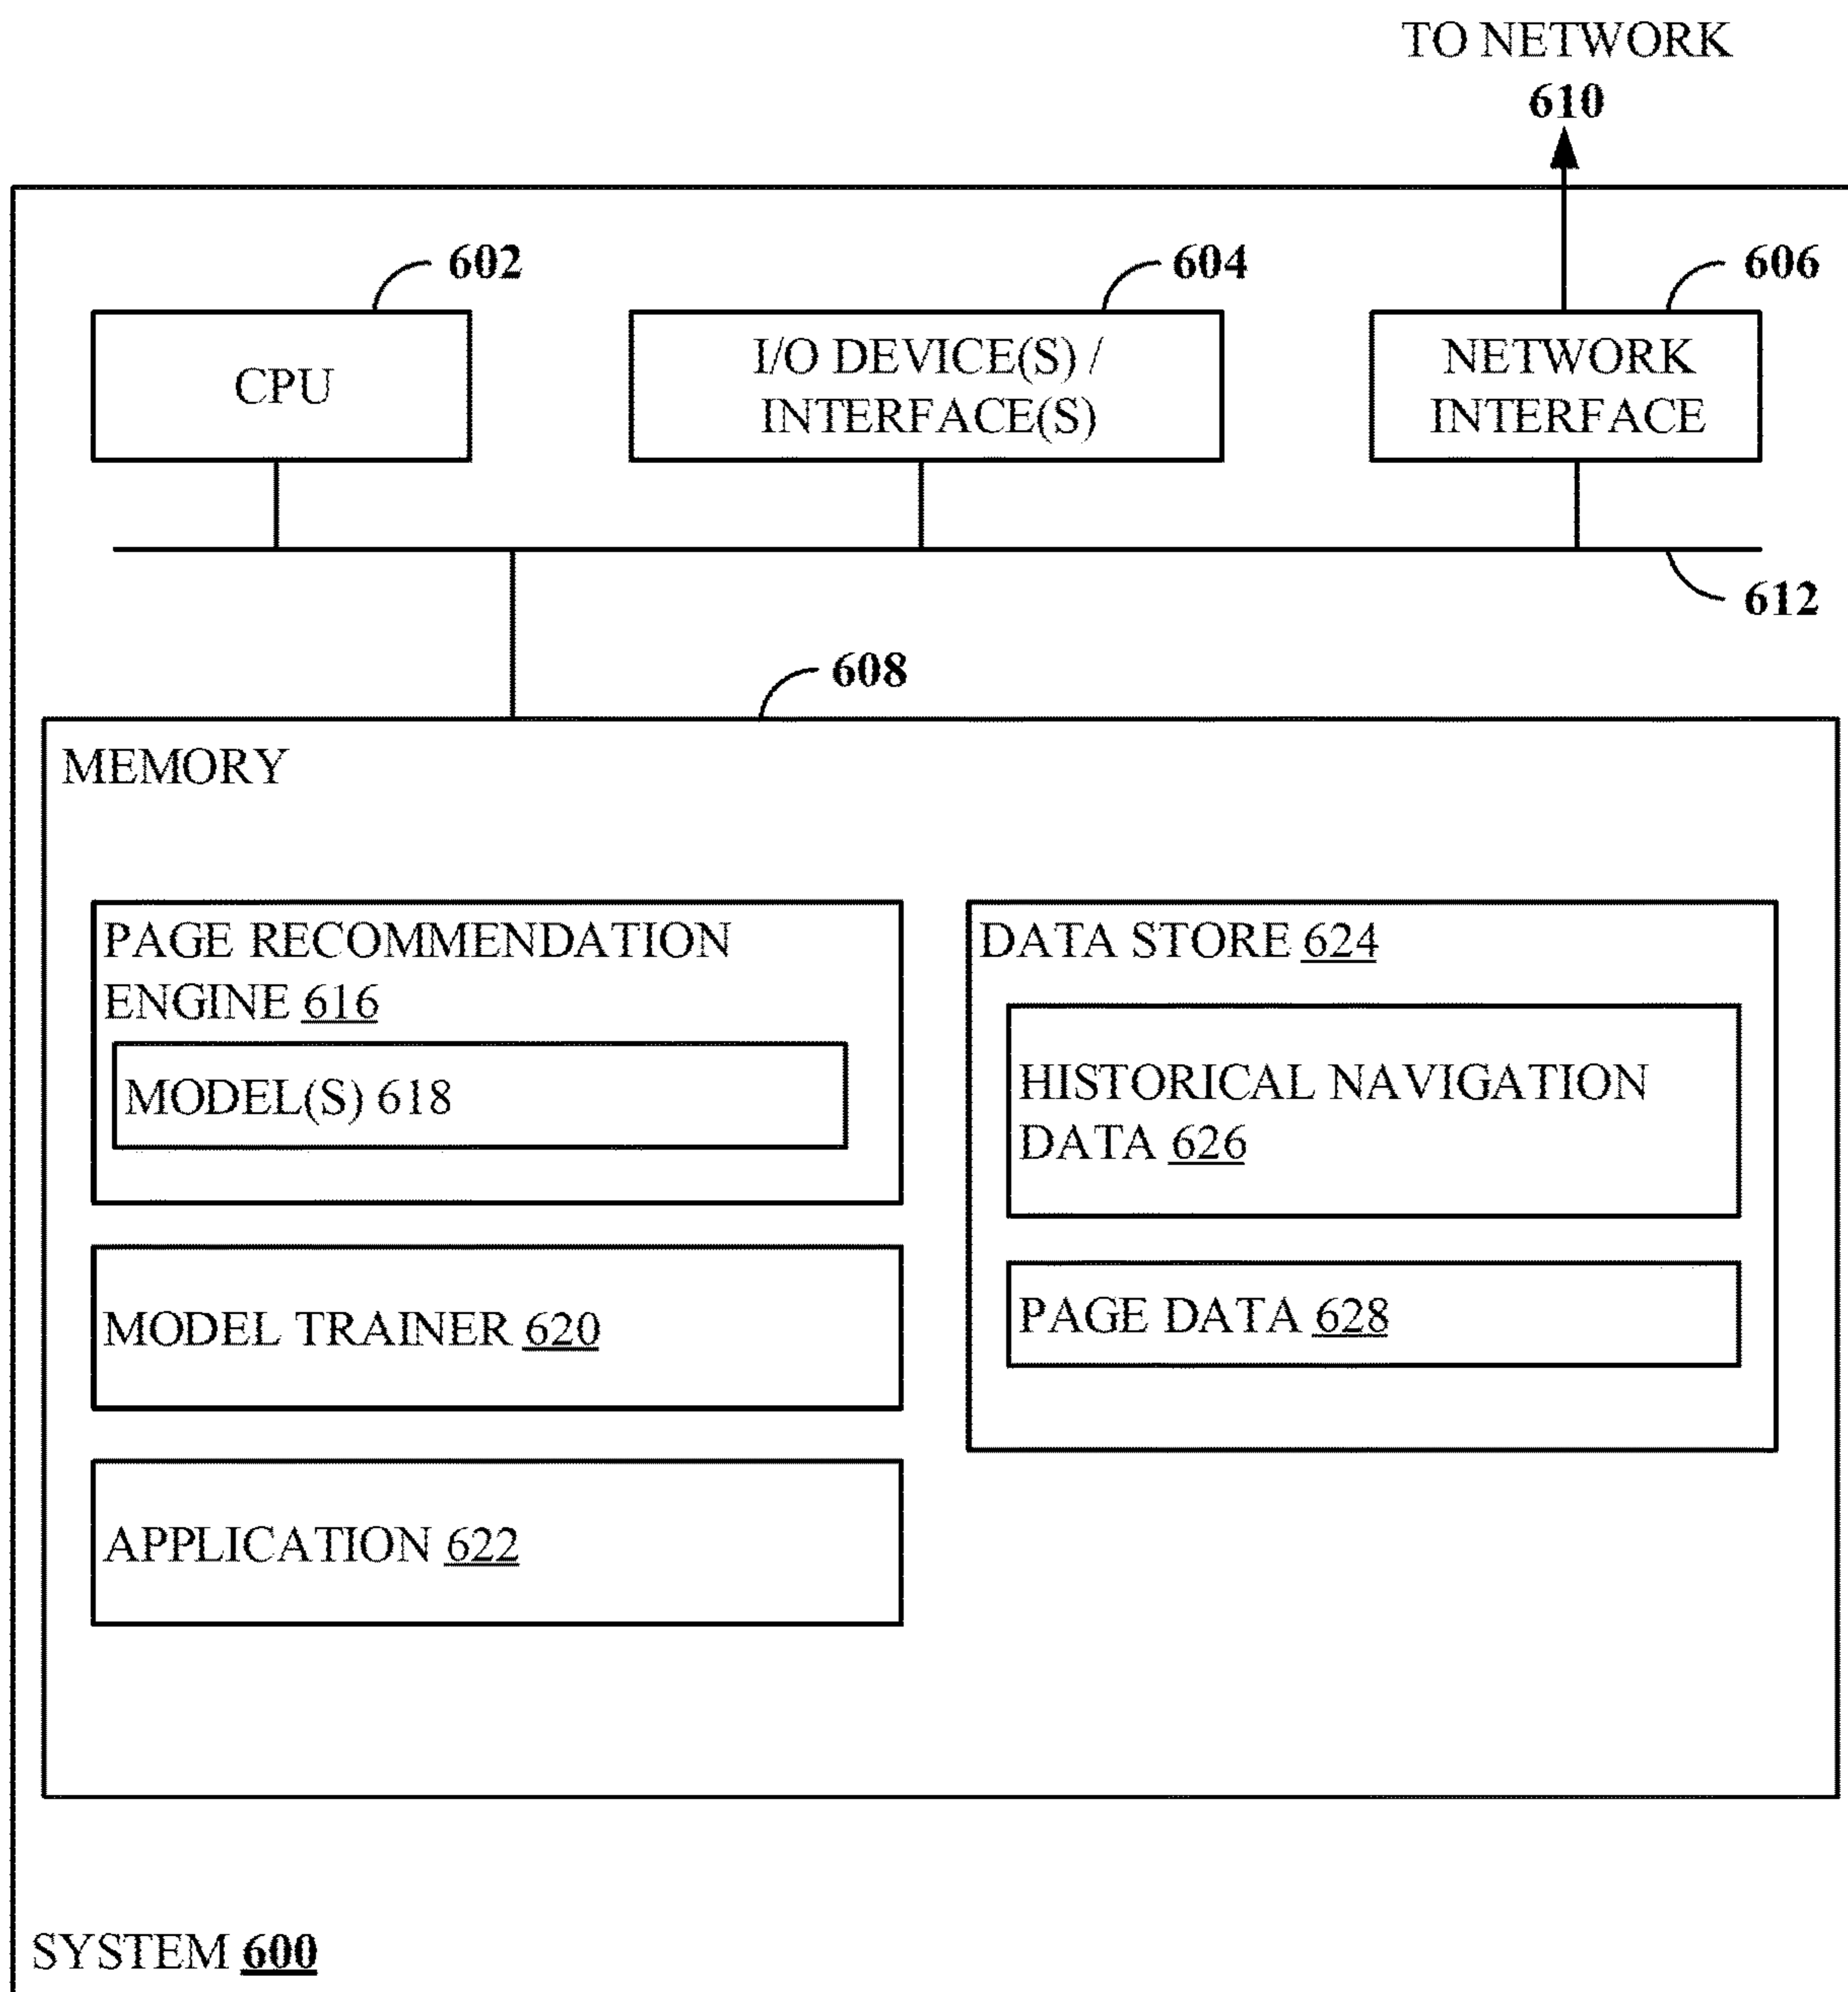 TO NETWORK
610
602
604
606
CPU
I/O DEVICE(S) /
INTERFACE(S)
NETWORK
INTERFACE
612
608
MEMORY
PAGE RECOMMENDATION
ENGINE 616
MODEL(S) 618
MODEL TRAINER 620
APPLICATION 622
DATA STORE 624
HISTORICAL NAVIGATION
DATA 626
PAGE DATA 628
SYSTEM 600